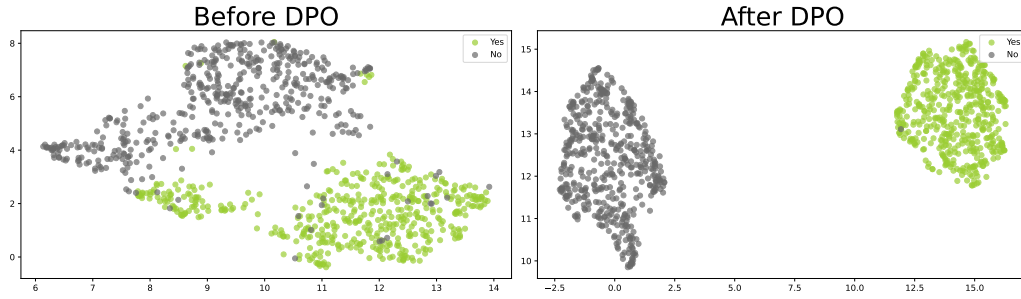 Before DPO
Yes
No
8
6
4
2
0
6 7 8 9 10 11 12 13 14
After DPO
Yes
No
15
14
13
12
11
10
−2.5 0.0 2.5 5.0 7.5 10.0 12.5 15.0